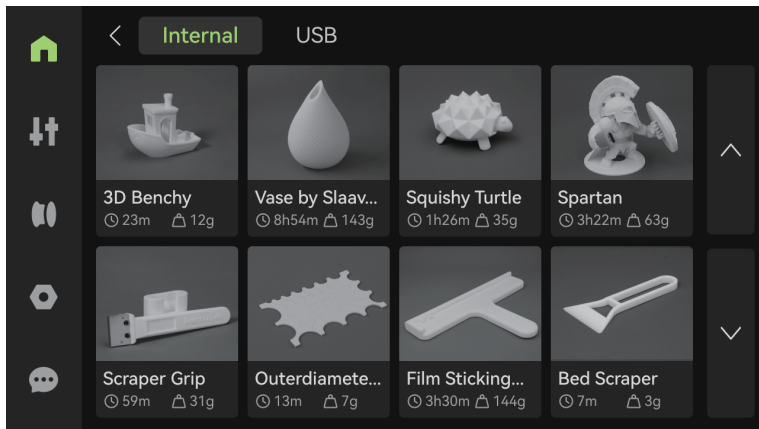 Internal USB
3D Benchy
23m 12g
Vase by Slaav...
8h54m 143g
Squishy Turtle
1h26m 35g
Spartan
3h22m 63g
Scraper Grip
59m 31g
Outerdiamete...
13m 7g
Film Sticking...
3h30m 144g
Bed Scraper
7m 3g